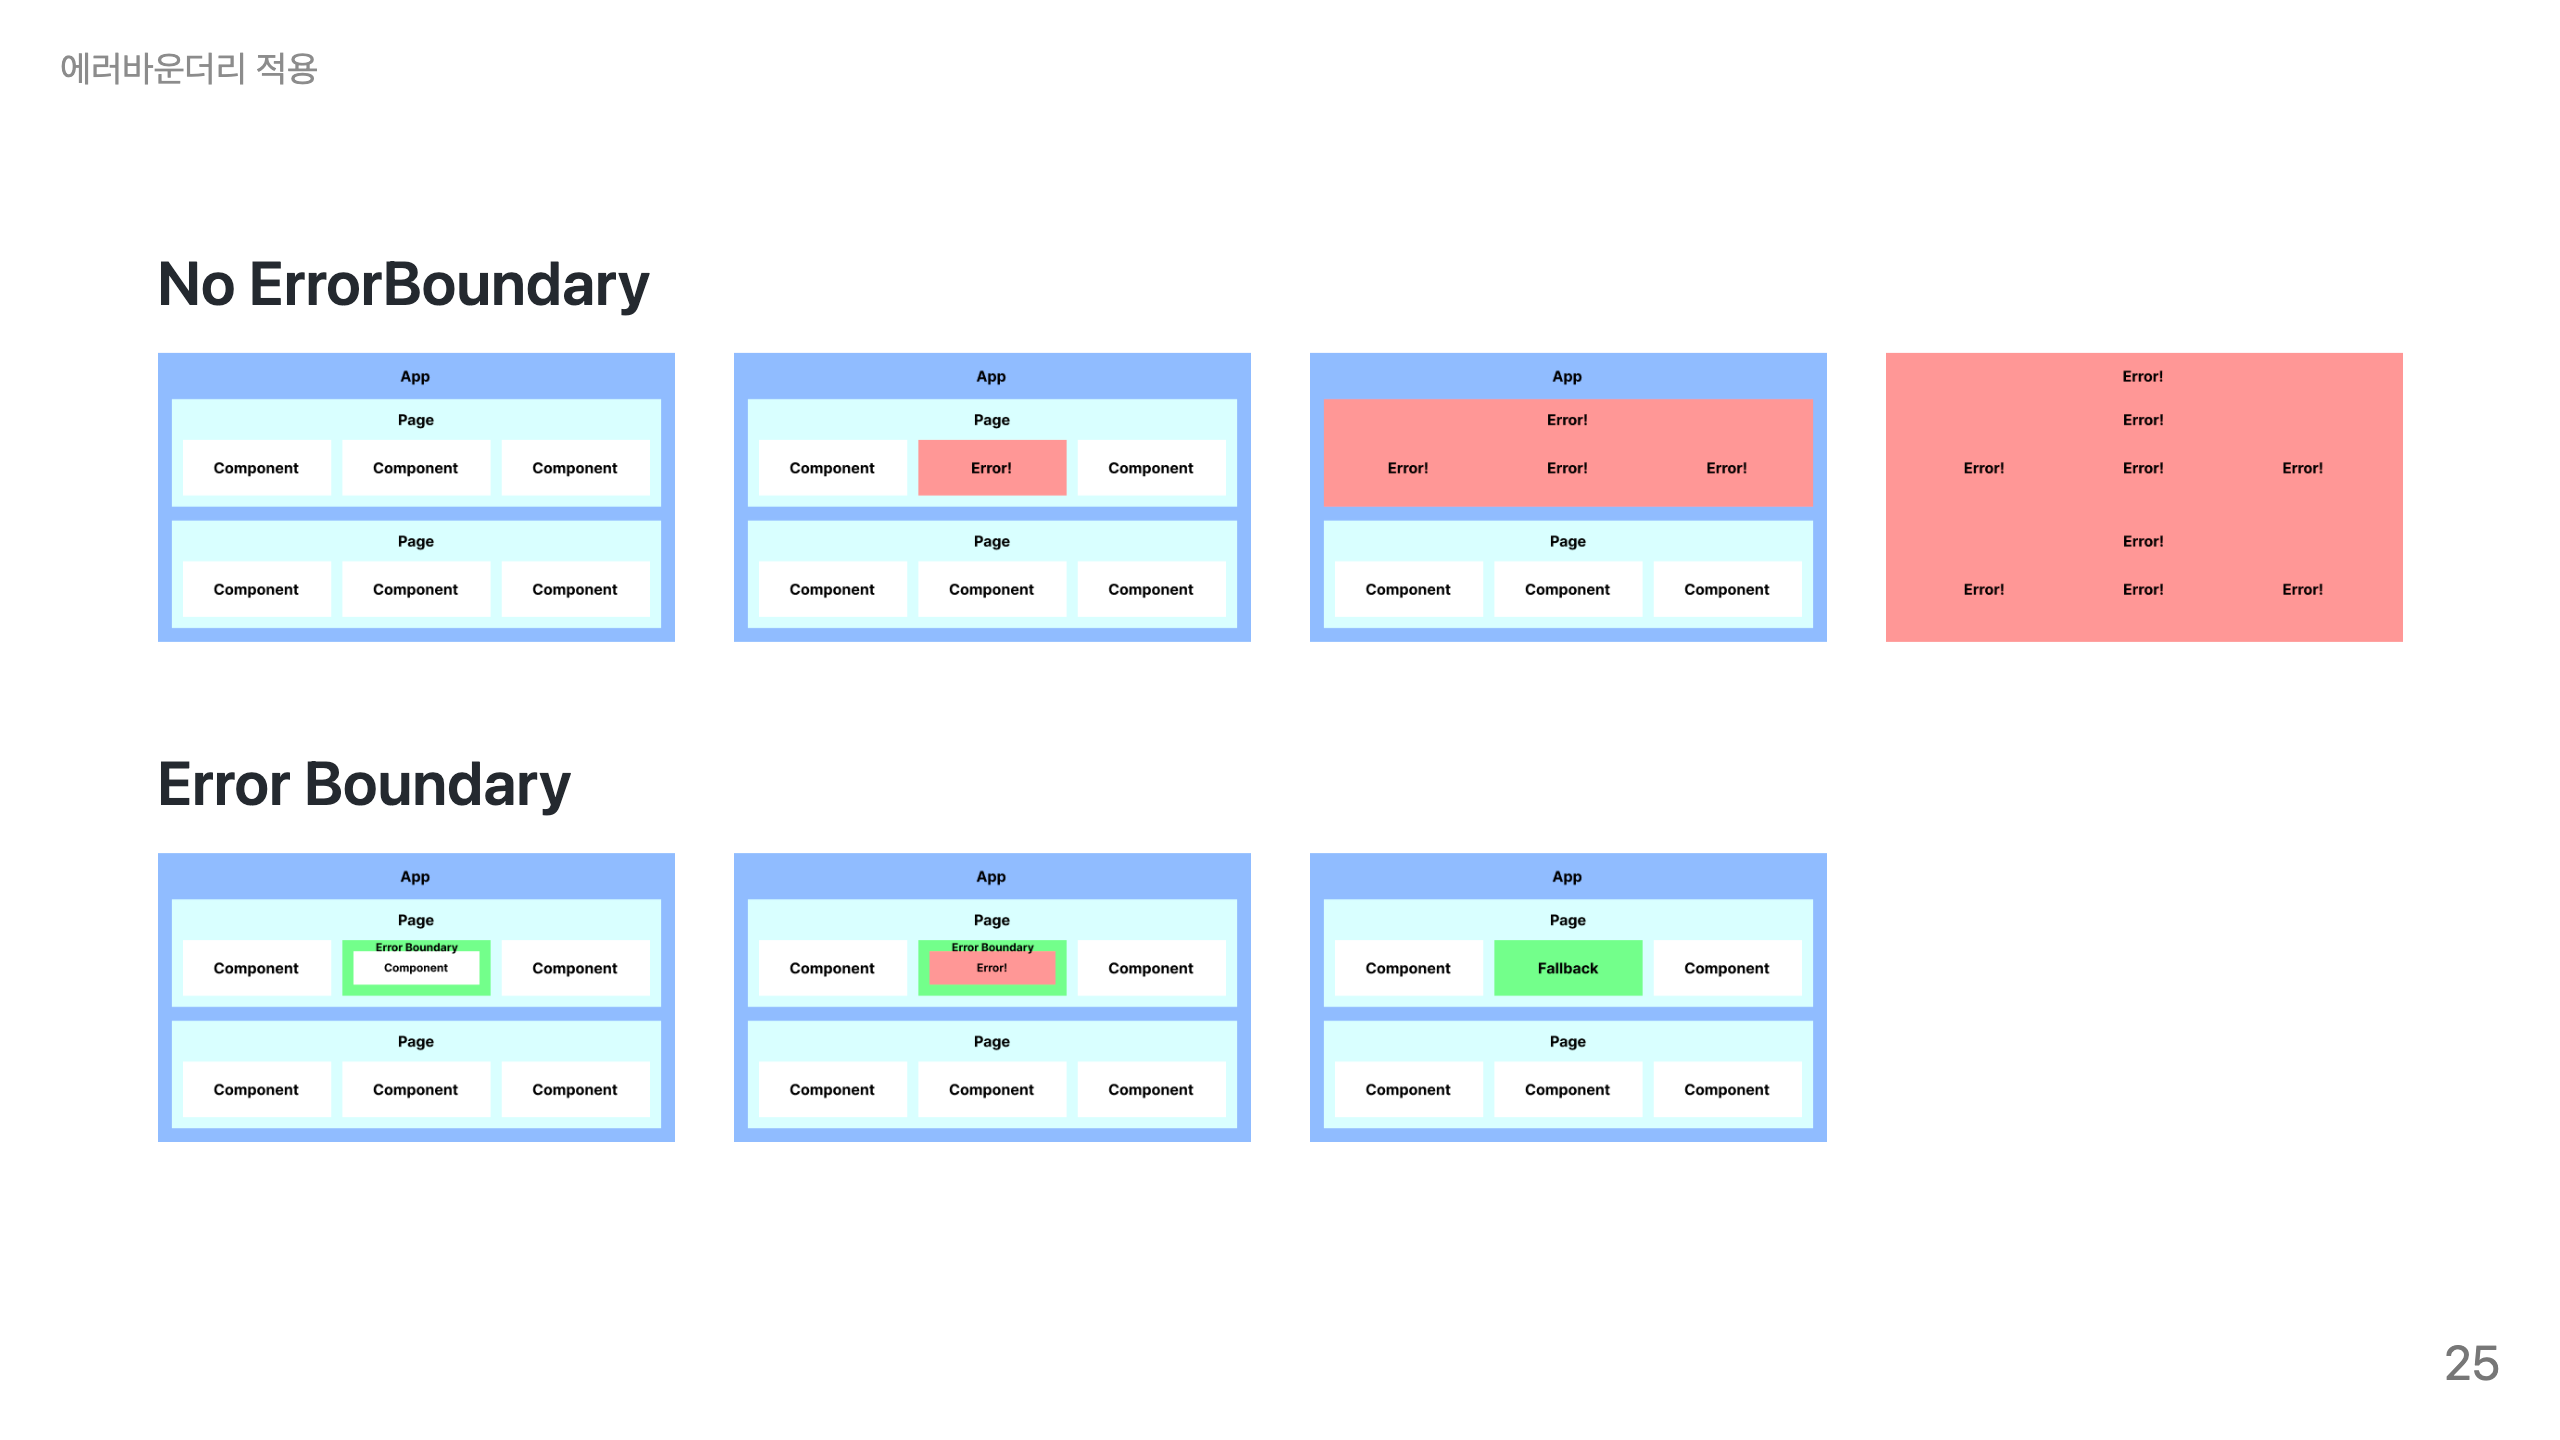 에러바운더리 적용
No ErrorBoundary
App
Page
Component Component Component
Page
Component Component Component
App
Page
Component Error! Component
Page
Component Component Component
App
Error!
Error! Error! Error!
Page
Component Component Component
Error!
Error!
Error! Error! Error!
Error!
Error! Error! Error!
Error Boundary
App
Page
Error Boundary
Component Component Component
Page
Component Component Component
App
Page
Error Boundary
Component Error! Component
Page
Component Component Component
App
Page
Component Fallback Component
Page
Component Component Component
25